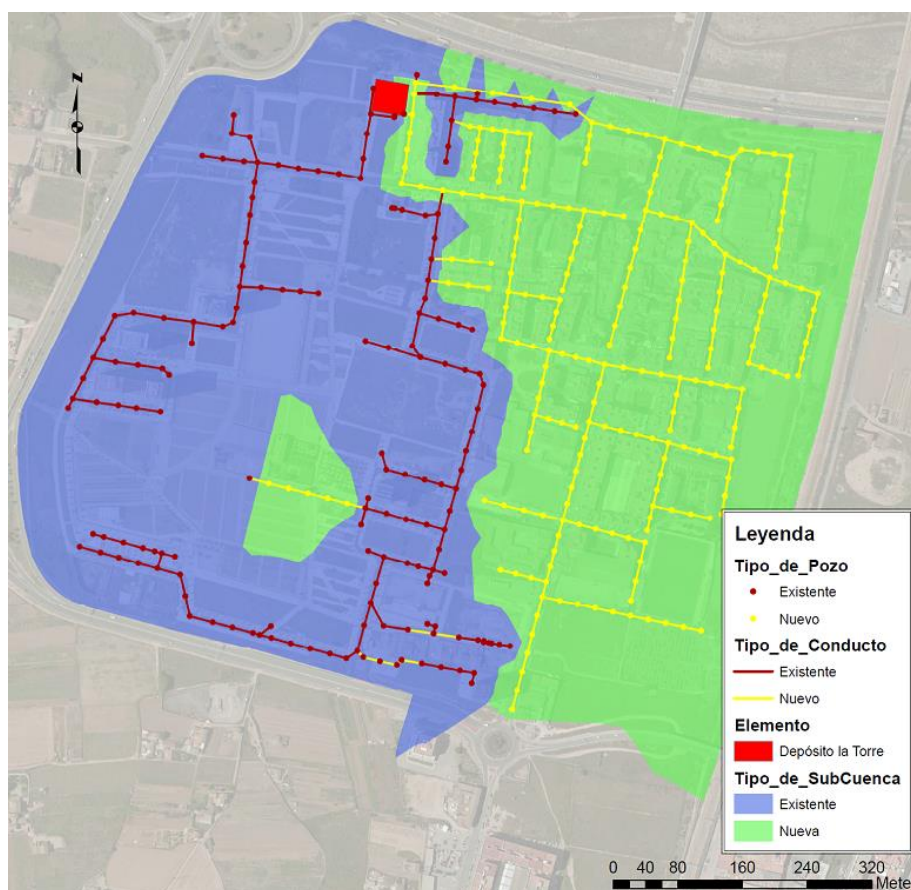 z
Leyenda
Tipo_de_Pozo
Existente
Nuevo
Tipo_de_Conducto
Existente
Nuevo
Elemento
Depósito la Torre
Tipo_de_SubCuenca
Existente
Nueva
0 40 80 160 240 320
Mete